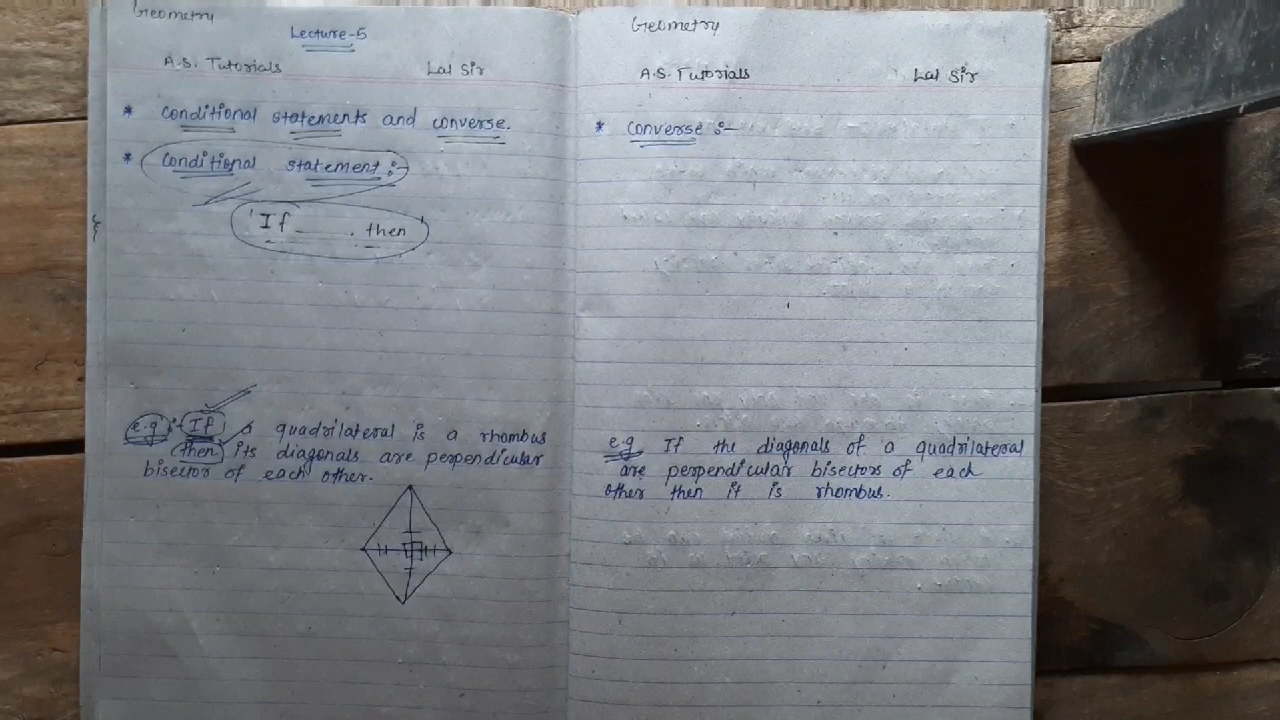 Geometry
Lecture-5
A.S. Tutorials Lal Sir
* Conditional statements and converse.
* Conditional statement :-
'If _ . then'
e.g :- If a quadrilateral is a rhombus
then its diagonals are perpendicular
bisector of each other.
Geometry
A.S. Tutorials Lal Sir
* Converse :-
e.g If the diagonals of a quadrilateral
are perpendicular bisectors of each
other then it is rhombus.